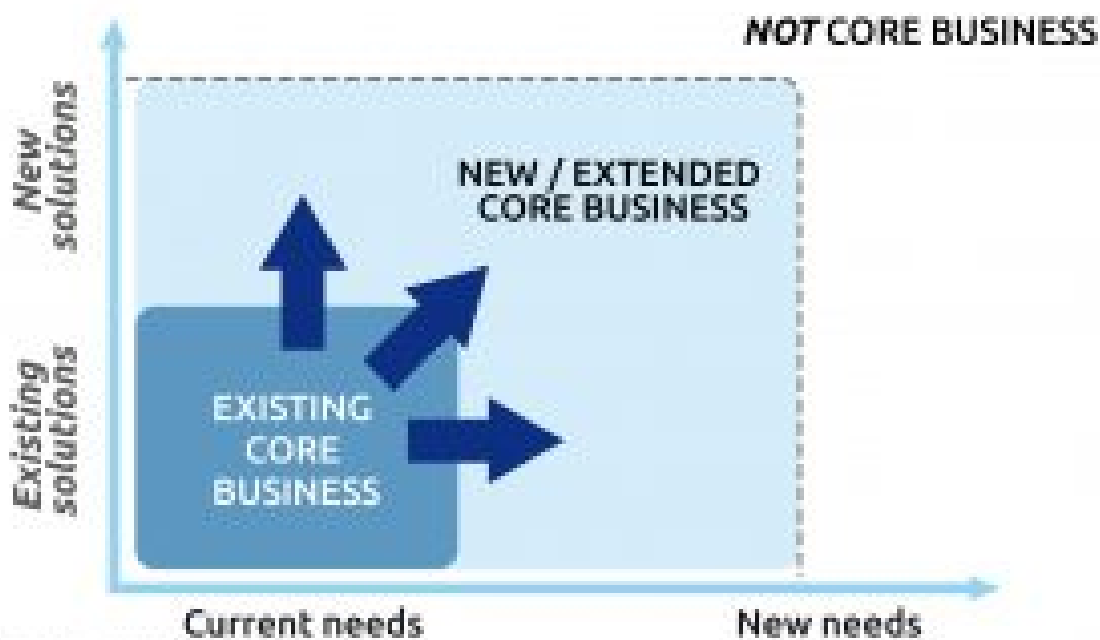 NOT CORE BUSINESS
New
solutions
NEW / EXTENDED
CORE BUSINESS
Existing
solutions
EXISTING
CORE
BUSINESS
Current needs
New needs